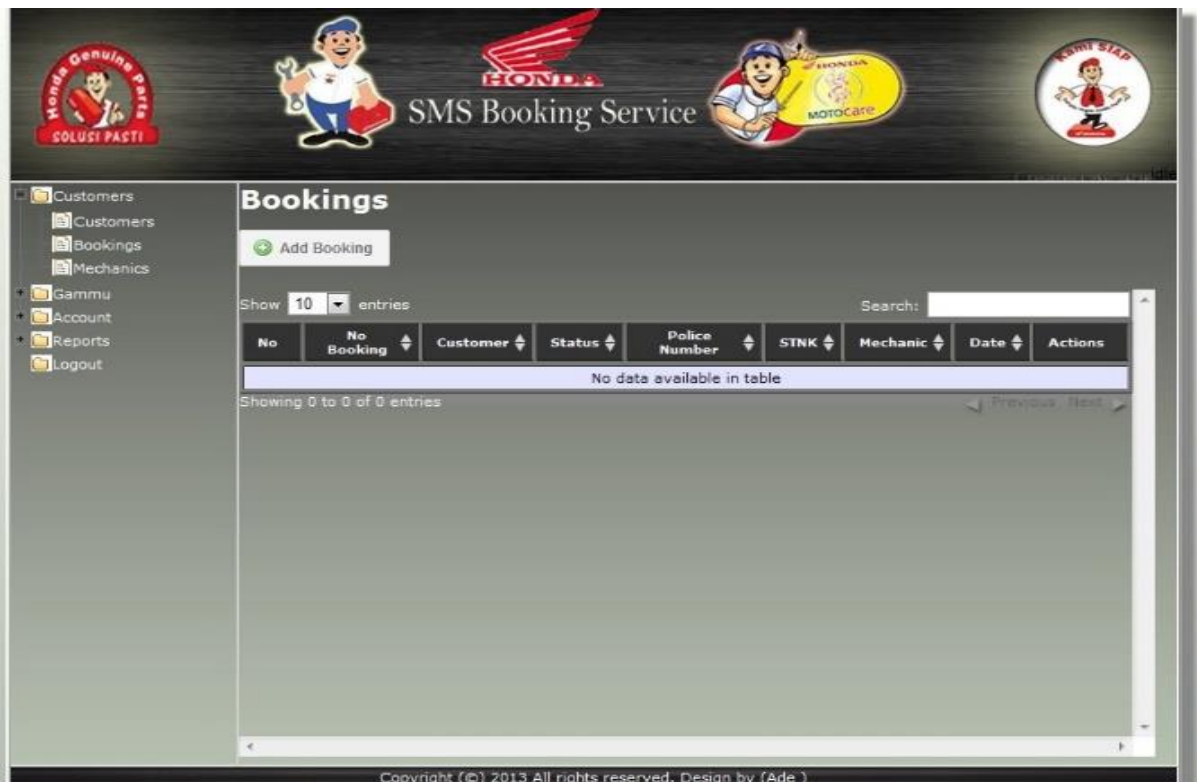 Honda Genuine Parts
SOLUSI PASTI
HONDA
SMS Booking Service
HONDA
MOTOCare
Kami SIAP
Customers
Customers
Bookings
Mechanics
Gammu
Account
Reports
Logout
Bookings
Add Booking
Show 10 entries
Search:
No No Booking Customer Status Police Number STNK Mechanic Date Actions
No data available in table
Showing 0 to 0 of 0 entries
Previous Next
Copyright (©) 2013 All rights reserved. Design by (Ade )